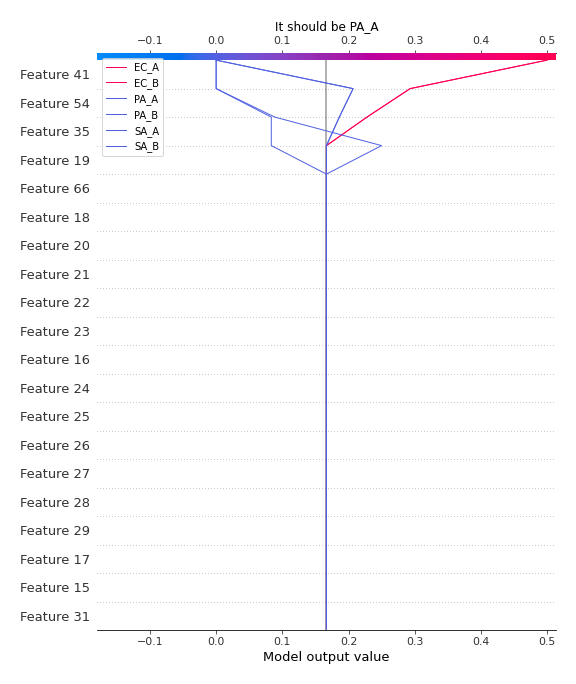 It should be PA_A
−0.1 0.0 0.1 0.2 0.3 0.4 0.5
EC_A
EC_B
PA_A
PA_B
SA_A
SA_B
Feature 41
Feature 54
Feature 35
Feature 19
Feature 66
Feature 18
Feature 20
Feature 21
Feature 22
Feature 23
Feature 16
Feature 24
Feature 25
Feature 26
Feature 27
Feature 28
Feature 29
Feature 17
Feature 15
Feature 31
−0.1 0.0 0.1 0.2 0.3 0.4 0.5
Model output value